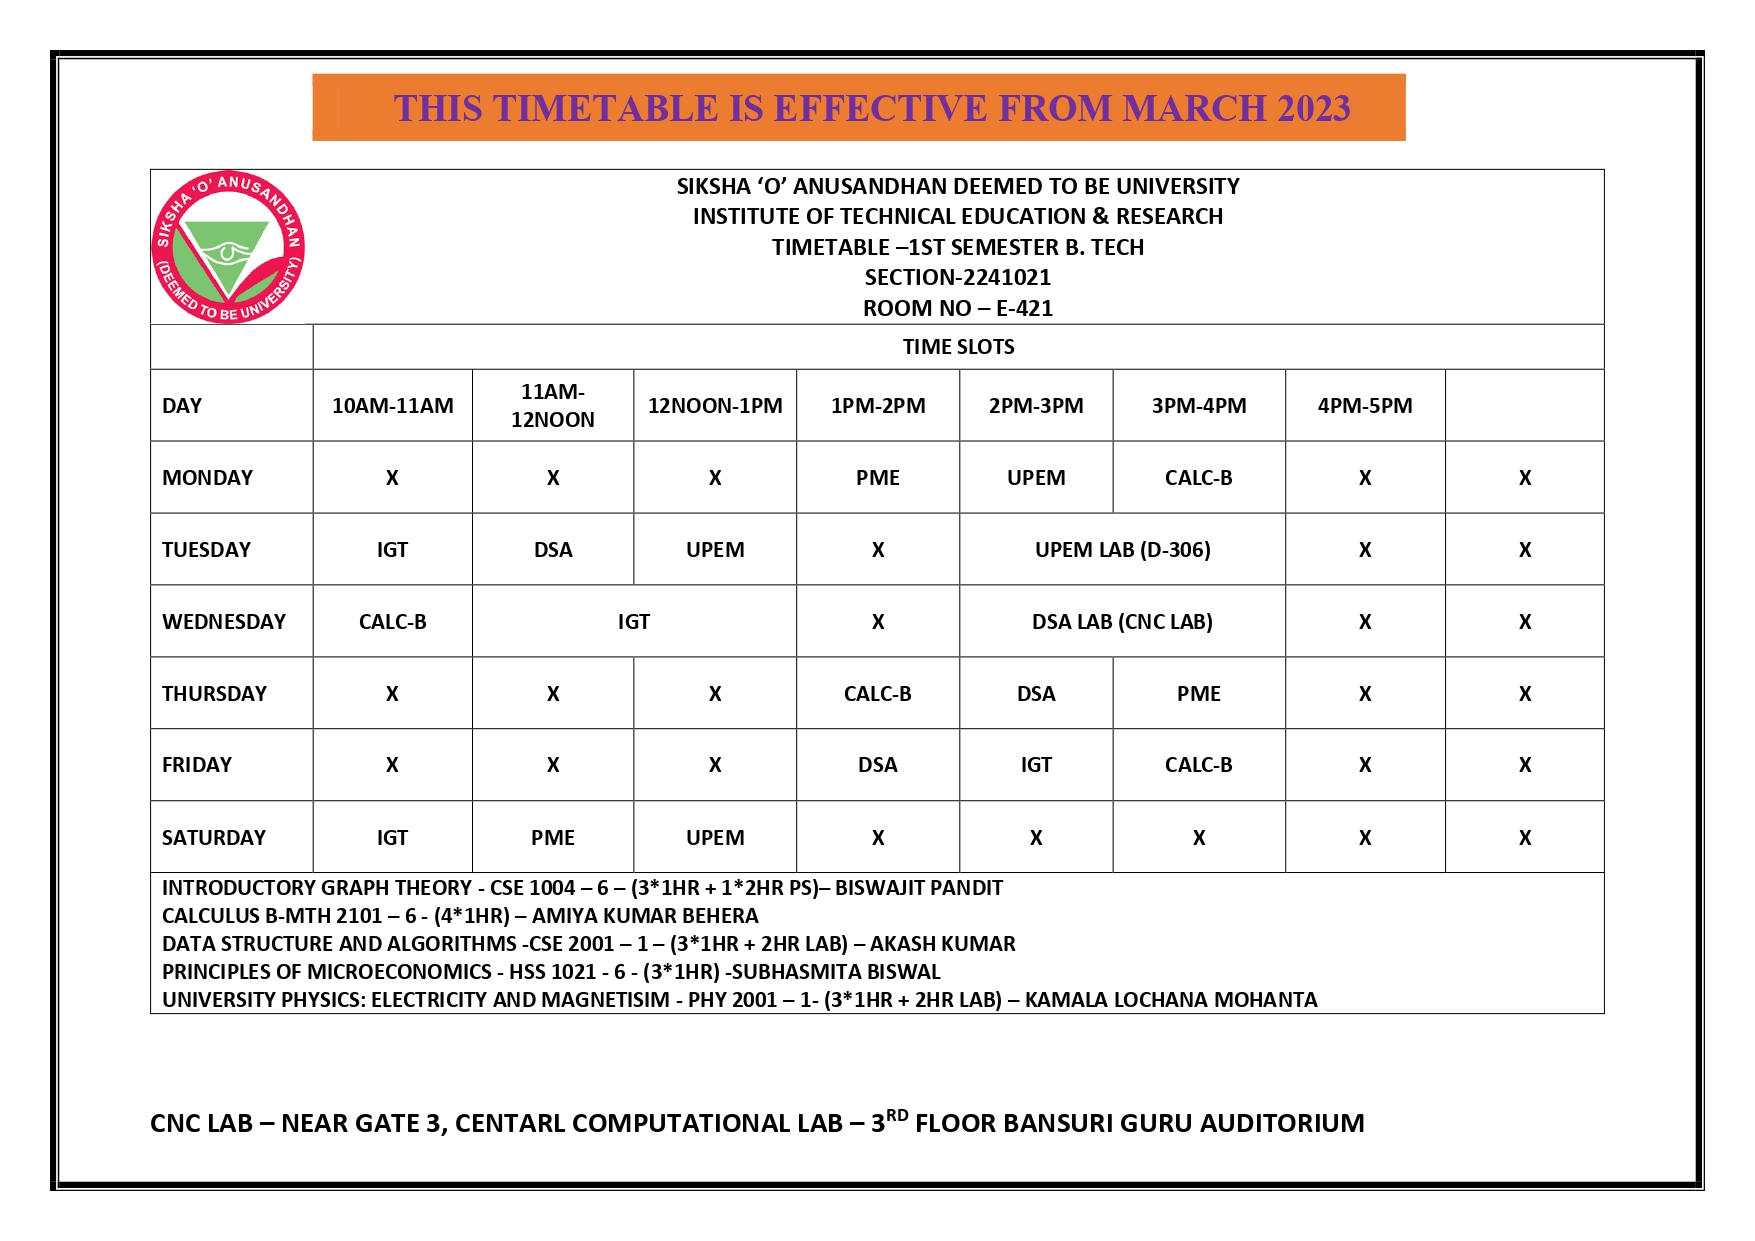 THIS TIMETABLE IS EFFECTIVE FROM MARCH 2023
SIKSHA 'O' ANUSANDHAN
(DEEMED TO BE UNIVERSITY)
SIKSHA ‘O’ ANUSANDHAN DEEMED TO BE UNIVERSITY
INSTITUTE OF TECHNICAL EDUCATION & RESEARCH
TIMETABLE –1ST SEMESTER B. TECH
SECTION-2241021
ROOM NO – E-421
TIME SLOTS
DAY 10AM-11AM 11AM-12NOON 12NOON-1PM 1PM-2PM 2PM-3PM 3PM-4PM 4PM-5PM
MONDAY X X X PME UPEM CALC-B X X
TUESDAY IGT DSA UPEM X UPEM LAB (D-306) X X
WEDNESDAY CALC-B IGT X DSA LAB (CNC LAB) X X
THURSDAY X X X CALC-B DSA PME X X
FRIDAY X X X DSA IGT CALC-B X X
SATURDAY IGT PME UPEM X X X X X
INTRODUCTORY GRAPH THEORY - CSE 1004 – 6 – (3*1HR + 1*2HR PS)– BISWAJIT PANDIT
CALCULUS B-MTH 2101 – 6 - (4*1HR) – AMIYA KUMAR BEHERA
DATA STRUCTURE AND ALGORITHMS -CSE 2001 – 1 – (3*1HR + 2HR LAB) – AKASH KUMAR
PRINCIPLES OF MICROECONOMICS - HSS 1021 - 6 - (3*1HR) -SUBHASMITA BISWAL
UNIVERSITY PHYSICS: ELECTRICITY AND MAGNETISIM - PHY 2001 – 1- (3*1HR + 2HR LAB) – KAMALA LOCHANA MOHANTA
CNC LAB – NEAR GATE 3, CENTARL COMPUTATIONAL LAB – 3RD FLOOR BANSURI GURU AUDITORIUM